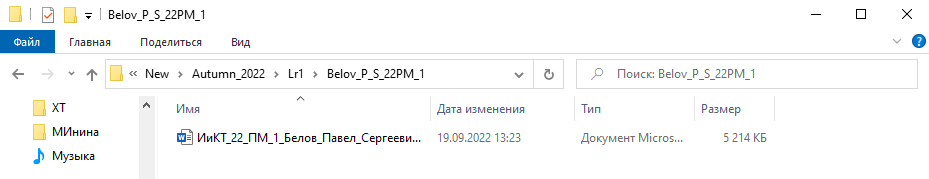 Belov_P_S_22PM_1
Файл Главная Поделиться Вид
« New › Autumn_2022 › Lr1 › Belov_P_S_22PM_1 Поиск: Belov_P_S_22PM_1
Имя Дата изменения Тип Размер
ХТ
МИнина
Музыка
ИиКТ_22_ПМ_1_Белов_Павел_Сергееви... 19.09.2022 13:23 Документ Micros... 5 214 КБ